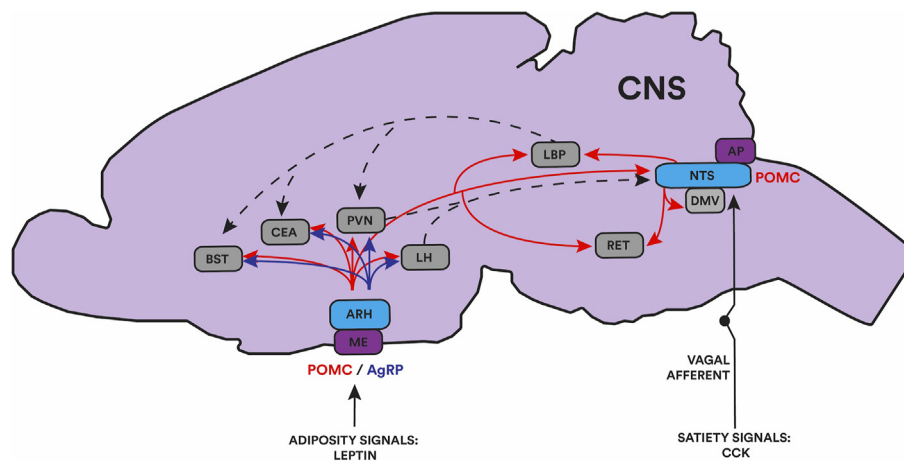 CNS
AP
LBP
NTS
POMC
DMV
PVN
CEA
RET
BST
LH
ARH
ME
POMC / AgRP
VAGAL
AFFERENT
ADIPOSITY SIGNALS:
LEPTIN
SATIETY SIGNALS:
CCK